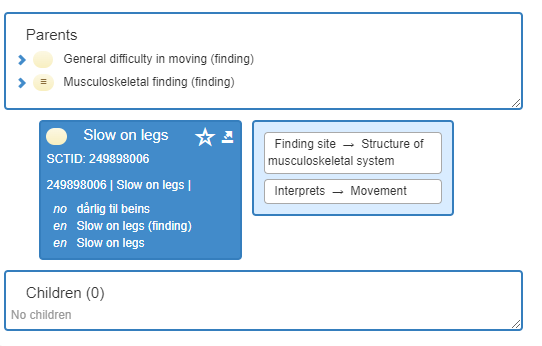 Parents
General difficulty in moving (finding)
≡ Musculoskeletal finding (finding)
Slow on legs
SCTID: 249898006
249898006 | Slow on legs |
no dårlig til beins
en Slow on legs (finding)
en Slow on legs
Finding site → Structure of
musculoskeletal system
Interprets → Movement
Children (0)
No children